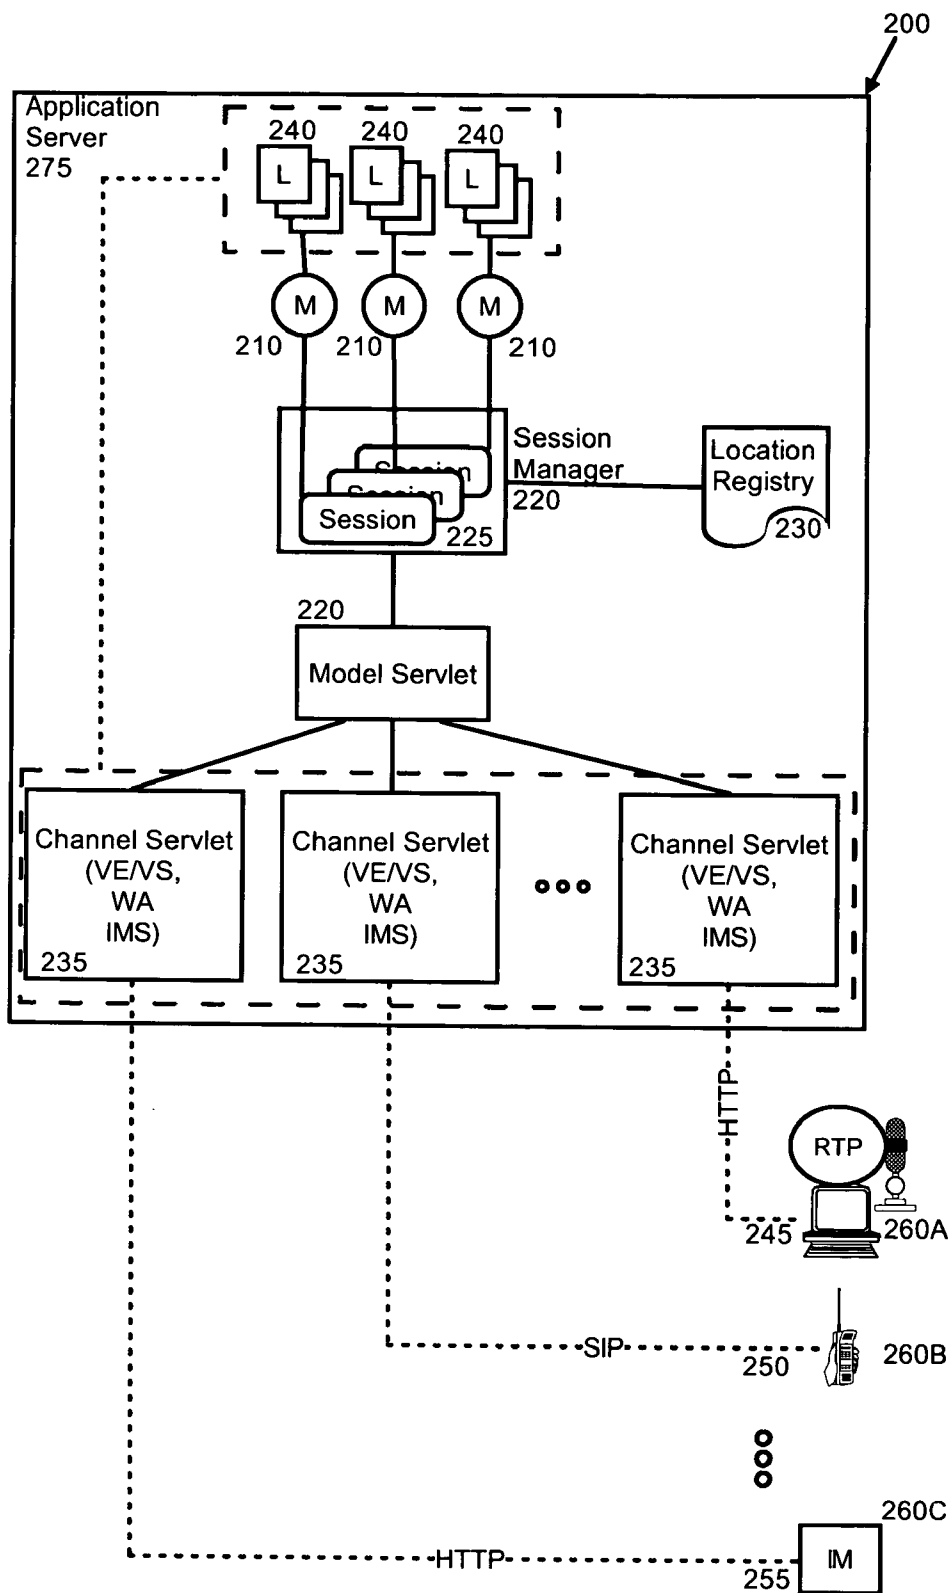 200
Application
Server
275
240 240 240
L L L
M M M
210 210 210
Session
Manager
220
Session
Session
Session
225
Location
Registry
230
220
Model Servlet
Channel Servlet
(VE/VS,
WA
IMS)
235
Channel Servlet
(VE/VS,
WA
IMS)
235
Channel Servlet
(VE/VS,
WA
IMS)
235
HTTP
RTP
245
260A
SIP
250
260B
260C
HTTP
255
IM